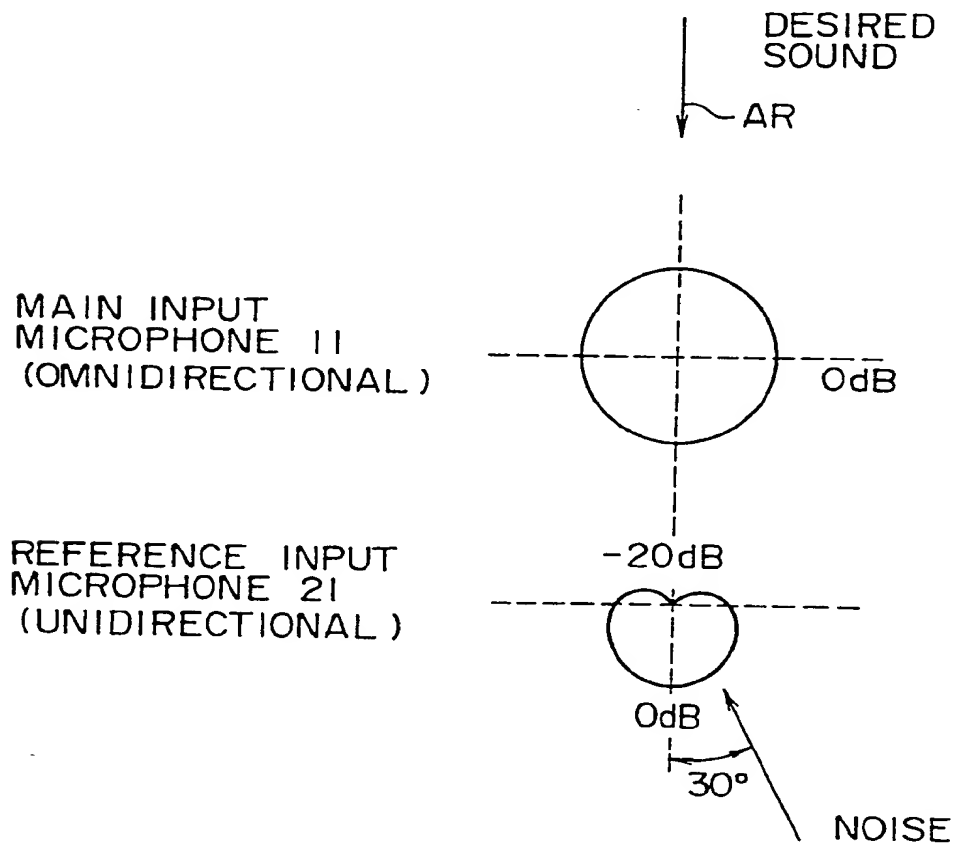 DESIRED
SOUND
AR
MAIN INPUT
MICROPHONE 11
(OMNIDIRECTIONAL)
0dB
REFERENCE INPUT
MICROPHONE 21
(UNIDIRECTIONAL)
-20dB
0dB
30°
NOISE